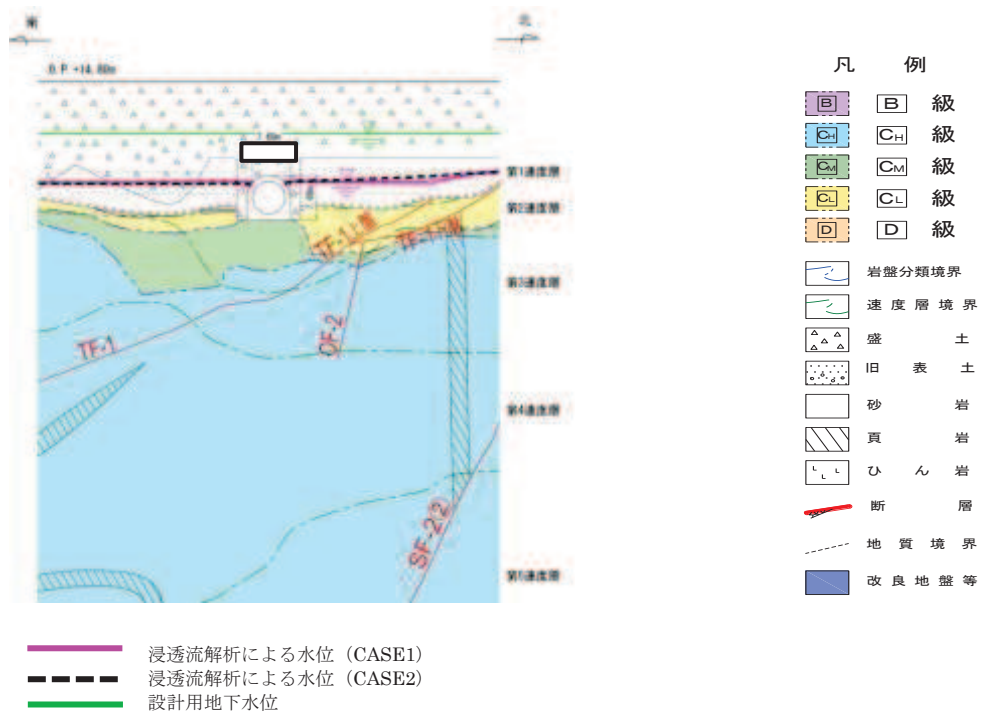 南
北
O.P.+14.80m
第1速度層
第2速度層
第3速度層
第4速度層
第5速度層
TF-1
OF-2
凡 例
B B 級
CH CH 級
CM CM 級
CL CL 級
D D 級
岩盤分類境界
速度層境界
盛土
旧表土
砂岩
頁岩
ひん岩
断層
地質境界
改良地盤等
浸透流解析による水位（CASE1）
浸透流解析による水位（CASE2）
設計用地下水位